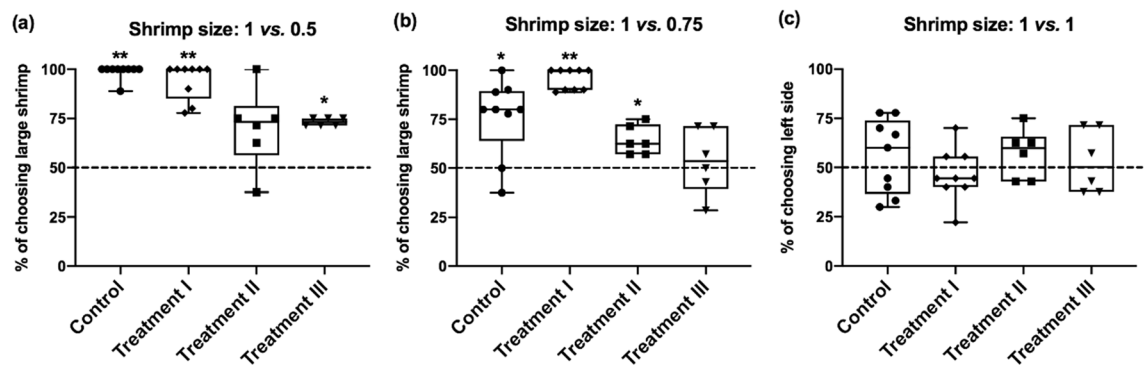 (a)
Shrimp size: 1 vs. 0.5
% of choosing large shrimp
100
75
50
25
0
**
**
*
Control
Treatment I
Treatment II
Treatment III
(b)
Shrimp size: 1 vs. 0.75
% of choosing large shrimp
100
75
50
25
0
*
**
*
Control
Treatment I
Treatment II
Treatment III
(c)
Shrimp size: 1 vs. 1
% of choosing left side
100
75
50
25
0
Control
Treatment I
Treatment II
Treatment III